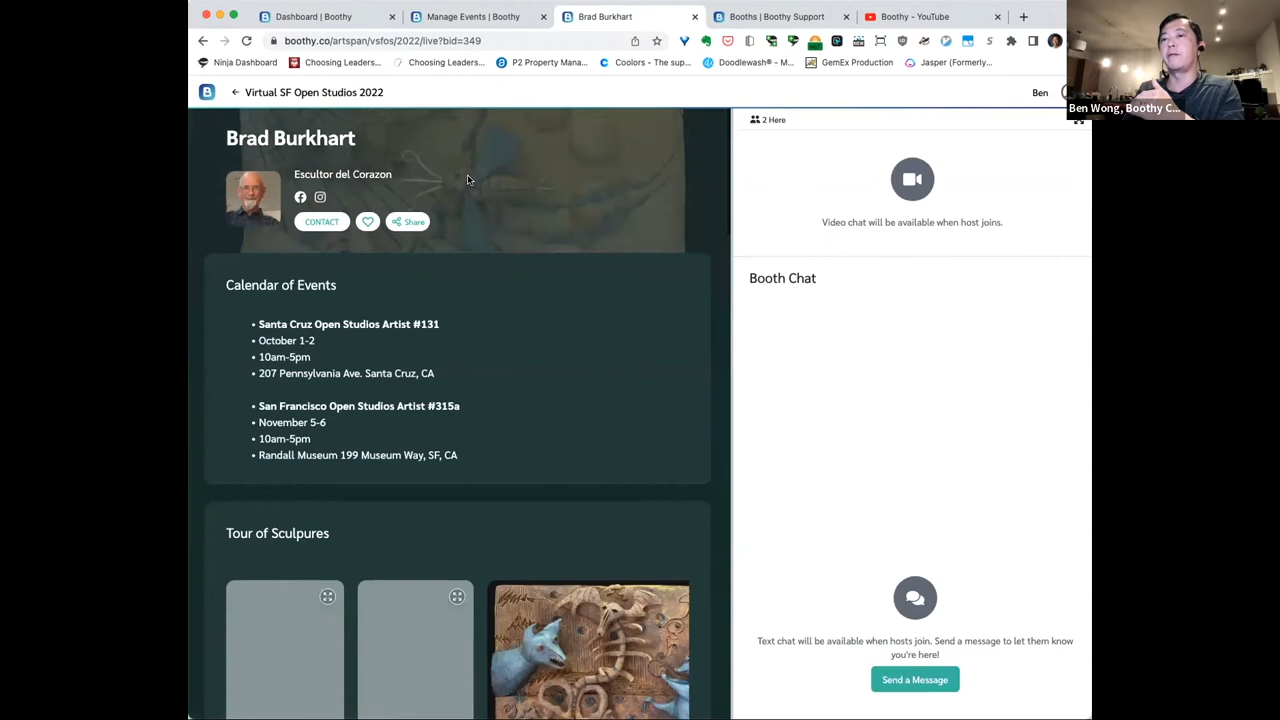 Dashboard | Boothy
Manage Events | Boothy
Brad Burkhart
Booths | Boothy Support
Boothy - YouTube
boothy.co/artspan/vsfos/2022/live?bid=349
Ninja Dashboard
Choosing Leaders...
Choosing Leaders...
P2 Property Mana...
Coolors - The sup...
Doodlewash® - M...
GemEx Production
Jasper (Formerly...
Virtual SF Open Studios 2022
Ben
Ben Wong, Boothy C...
Brad Burkhart
Escultor del Corazon
CONTACT
Share
Calendar of Events
• Santa Cruz Open Studios Artist #131
• October 1-2
• 10am-5pm
• 207 Pennsylvania Ave. Santa Cruz, CA
• San Francisco Open Studios Artist #315a
• November 5-6
• 10am-5pm
• Randall Museum 199 Museum Way, SF, CA
Tour of Sculpures
2 Here
Video chat will be available when host joins.
Booth Chat
Text chat will be available when hosts join. Send a message to let them know
you're here!
Send a Message